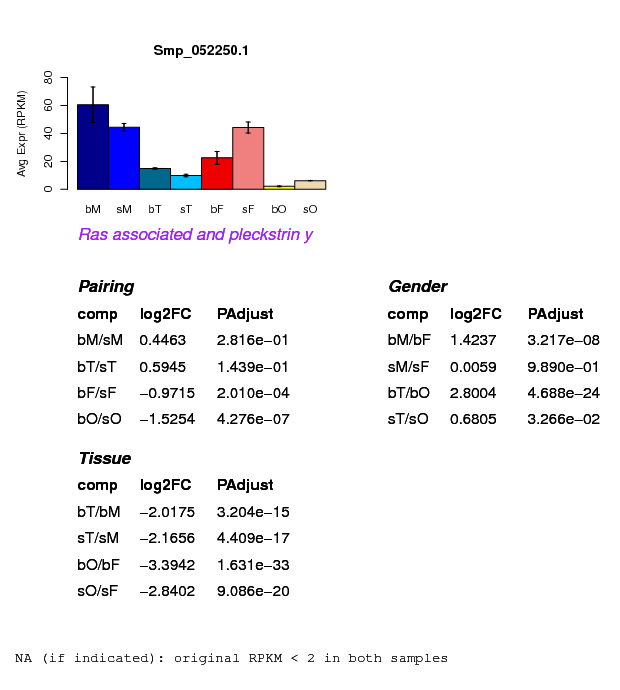 Smp_052250.1
Avg Expr (RPKM)
80
60
40
20
0
bM sM bT sT bF sF bO sO
Ras associated and pleckstrin y
Pairing
comp log2FC PAdjust
bM/sM 0.4463 2.816e−01
bT/sT 0.5945 1.439e−01
bF/sF −0.9715 2.010e−04
bO/sO −1.5254 4.276e−07
Gender
comp log2FC PAdjust
bM/bF 1.4237 3.217e−08
sM/sF 0.0059 9.890e−01
bT/bO 2.8004 4.688e−24
sT/sO 0.6805 3.266e−02
Tissue
comp log2FC PAdjust
bT/bM −2.0175 3.204e−15
sT/sM −2.1656 4.409e−17
bO/bF −3.3942 1.631e−33
sO/sF −2.8402 9.086e−20
NA (if indicated): original RPKM < 2 in both samples